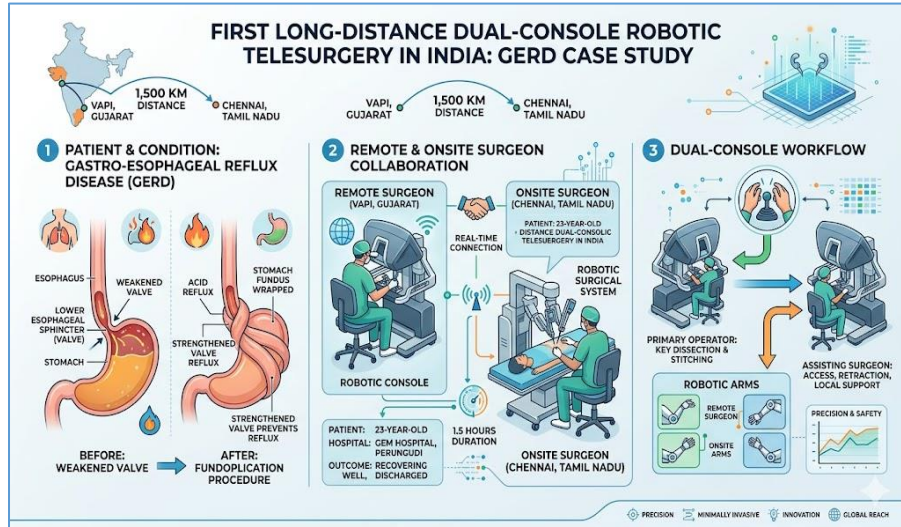 FIRST LONG-DISTANCE DUAL-CONSOLE ROBOTIC
TELESURGERY IN INDIA: GERD CASE STUDY
1,500 KM
DISTANCE
VAPI,
GUJARAT
CHENNAI,
TAMIL NADU
VAPI,
GUJARAT
1,500 KM
DISTANCE
CHENNAI,
TAMIL NADU
1 PATIENT & CONDITION:
GASTRO-ESOPHAGEAL REFLUX
DISEASE (GERD)
ESOPHAGUS
WEAKENED
VALVE
LOWER
ESOPHAGEAL
SPHINCTER
(VALVE)
STOMACH
ACID
REFLUX
STOMACH
FUNDUS
WRAPPED
STRENGTHENED
VALVE
REFLUX
STRENGTHENED
VALVE PREVENTS
REFLUX
BEFORE:
WEAKENED VALVE
AFTER:
FUNDOPLICATION
PROCEDURE
2 REMOTE & ONSITE SURGEON
COLLABORATION
REMOTE SURGEON
(VAPI, GUJARAT)
ROBOTIC CONSOLE
REAL-TIME
CONNECTION
ONSITE SURGEON
(CHENNAI, TAMIL NADU)
PATIENT: 23-YEAR-OLD
• DISTANCE DUAL-CONSOLIC
TELESURGERY IN INDIA
ROBOTIC
SURGICAL
SYSTEM
1.5 HOURS
DURATION
PATIENT: 23-YEAR-OLD
HOSPITAL: GEM HOSPITAL,
PERUNGUDI
OUTCOME: RECOVERING
WELL, DISCHARGED
ONSITE SURGEON
(CHENNAI, TAMIL NADU)
3 DUAL-CONSOLE WORKFLOW
PRIMARY OPERATOR:
KEY DISSECTION &
STITCHING
ASSISTING SURGEON:
ACCESS, RETRACTION,
LOCAL SUPPORT
ROBOTIC ARMS
REMOTE
SURGEON
ONSITE
ARMS
PRECISION & SAFETY
PRECISION
MINIMALLY INVASIVE
INNOVATION
GLOBAL REACH